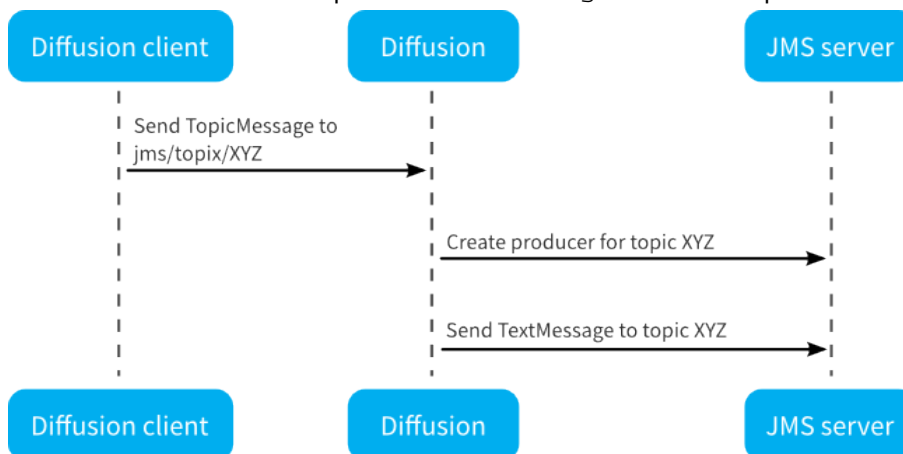 Diffusion client
Diffusion
JMS server
Send TopicMessage to
jms/topix/XYZ
Create producer for topic XYZ
Send TextMessage to topic XYZ
Diffusion client
Diffusion
JMS server